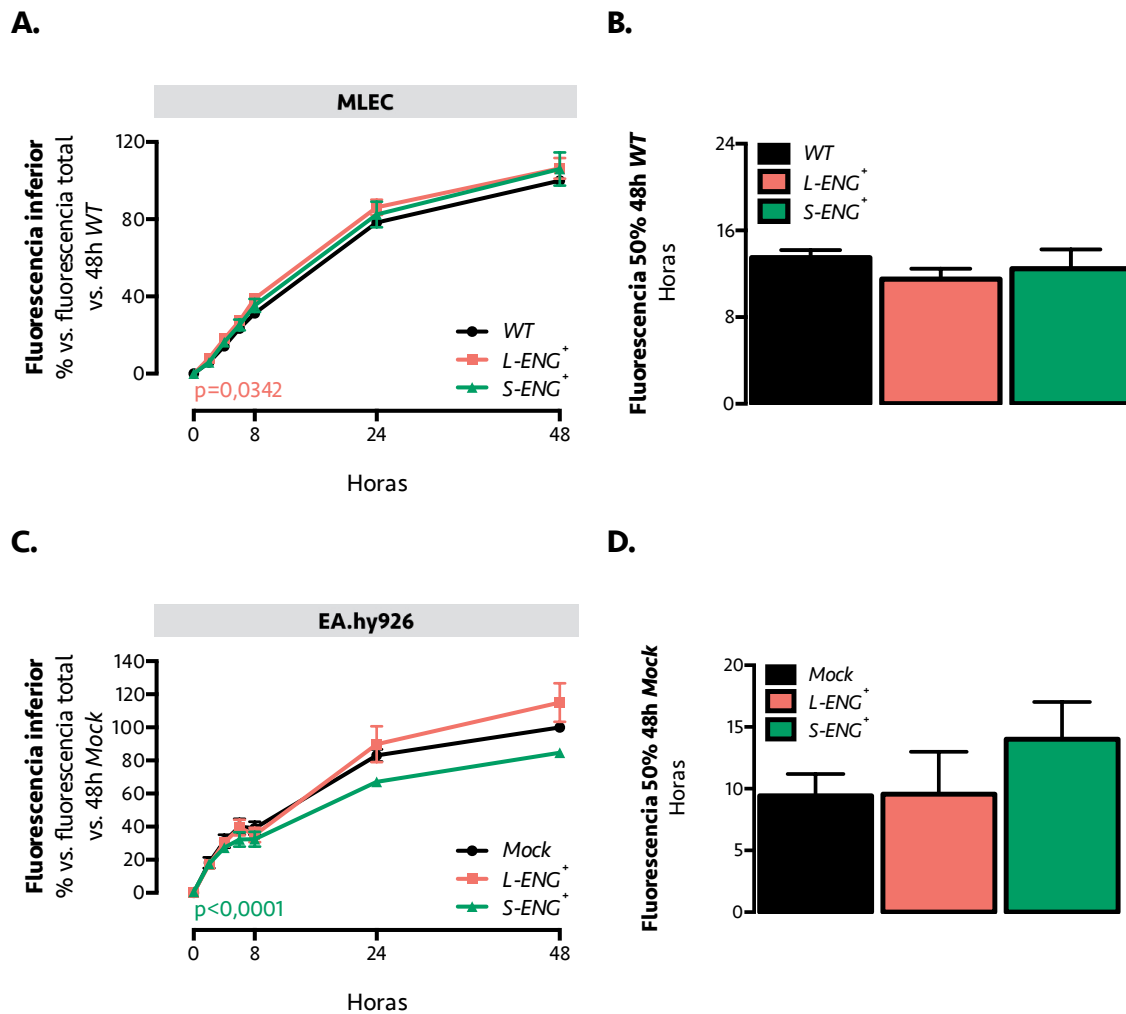 A.
MLEC
Fluorescencia inferior
% vs. fluorescencia total
vs. 48h WT
120
80
40
0
WT
L-ENG+
S-ENG+
p=0,0342
0 8 24 48
Horas
B.
Fluorescencia 50% 48h WT
Horas
24
16
8
0
WT
L-ENG+
S-ENG+
C.
EA.hy926
Fluorescencia inferior
% vs. fluorescencia total
vs. 48h Mock
140
120
100
80
60
40
20
0
Mock
L-ENG+
S-ENG+
p<0,0001
0 8 24 48
Horas
D.
Fluorescencia 50% 48h Mock
Horas
20
15
10
5
0
Mock
L-ENG+
S-ENG+